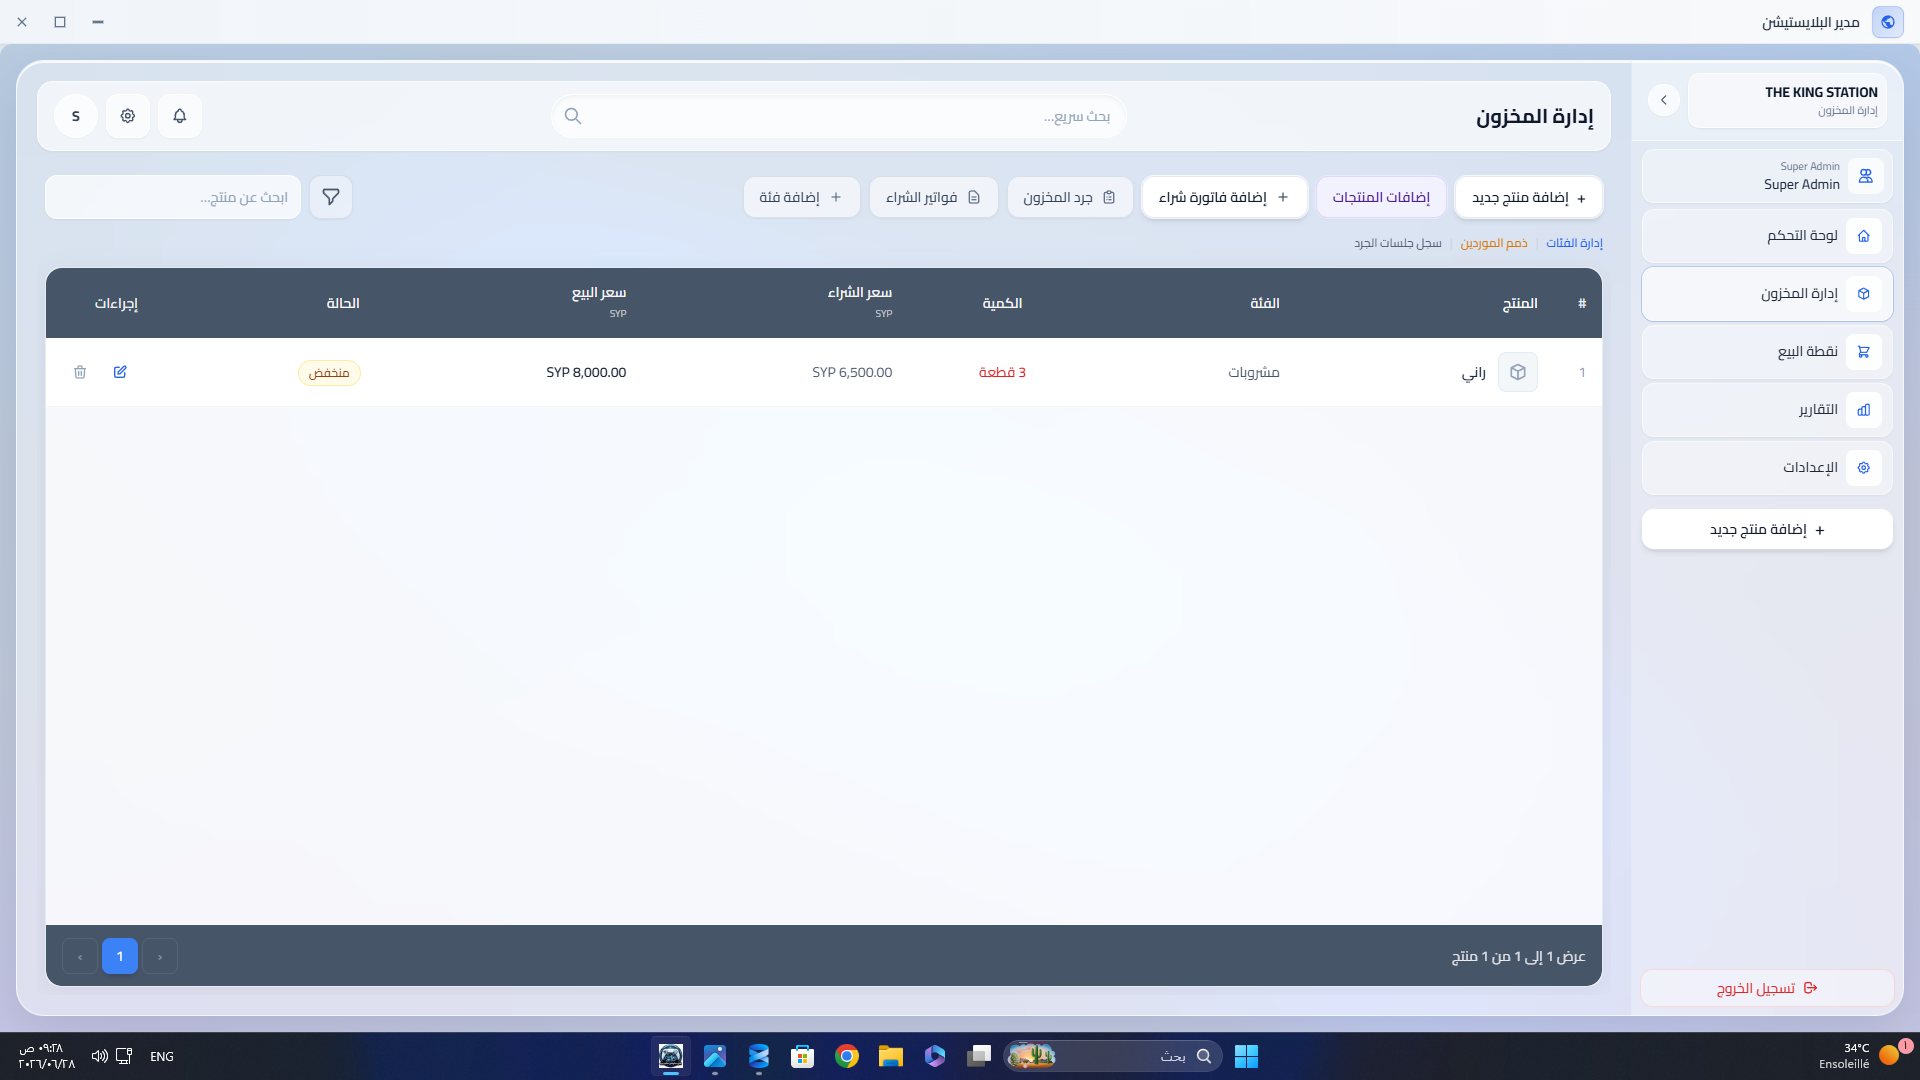 مدير البلايستيشن
THE KING STATION
إدارة المخزون
Super Admin
Super Admin
لوحة التحكم
إدارة المخزون
نقطة البيع
التقارير
الإعدادات
+ إضافة منتج جديد
تسجيل الخروج
إدارة المخزون
بحث سريع...
S
+ إضافة منتج جديد
إضافات المنتجات
+ إضافة فاتورة شراء
جرد المخزون
فواتير الشراء
+ إضافة فئة
ابحث عن منتج...
إدارة الفئات | ذمم الموردين | سجل جلسات الجرد
# المنتج الفئة الكمية سعر الشراء سعر البيع الحالة إجراءات
SYP SYP
1 راني مشروبات 3 قطعة SYP 6,500.00 SYP 8,000.00 منخفض
عرض 1 إلى 1 من 1 منتج
‹ 1 ›
34°C
Ensoleillé
١
بحث
ENG
٠٩:٢٨ ص
٢٠٢٦/٠٦/٢٨